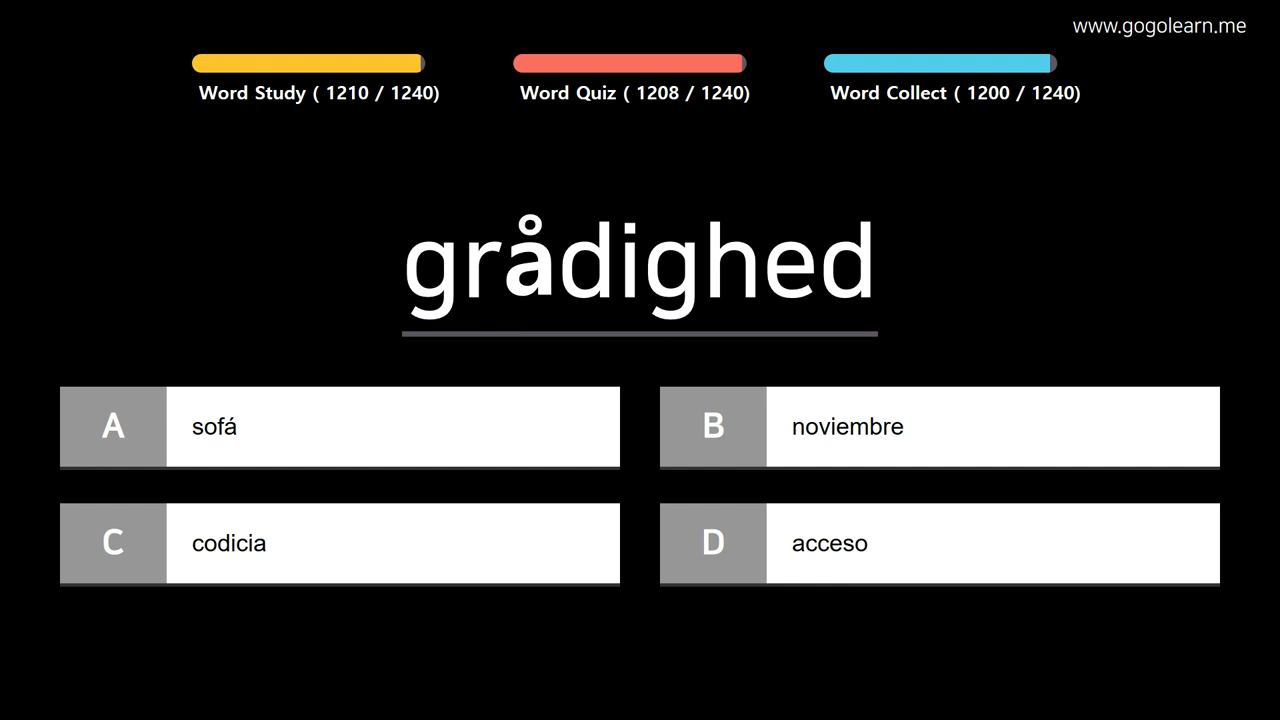 www.gogolearn.me
Word Study ( 1210 / 1240)
Word Quiz ( 1208 / 1240)
Word Collect ( 1200 / 1240)
grådighed
A sofá
B noviembre
C codicia
D acceso